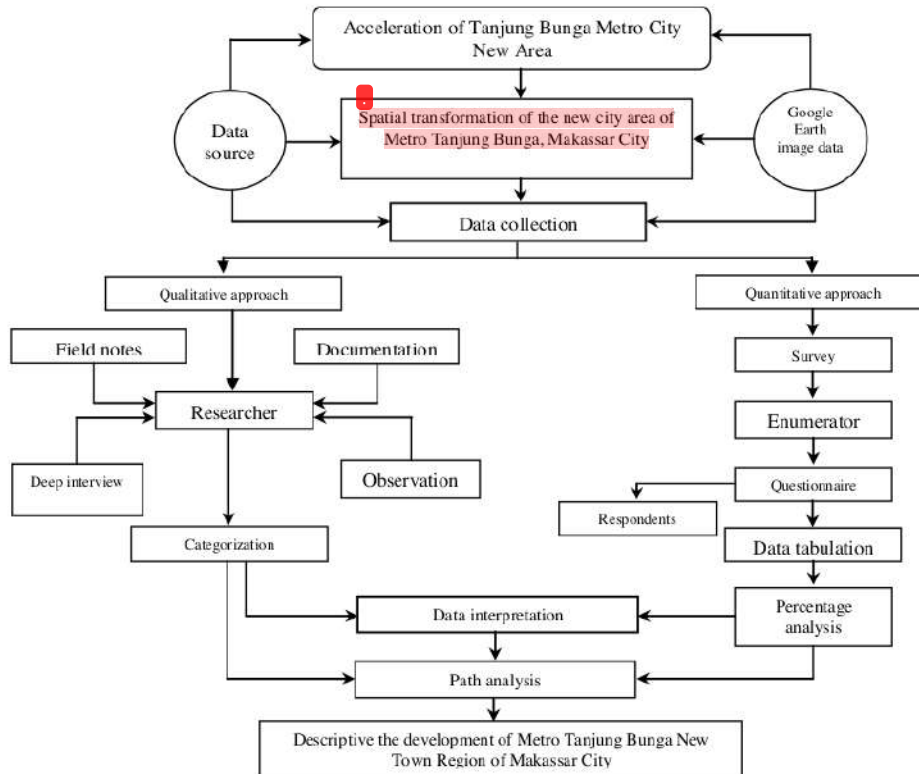 Acceleration of Tanjung Bunga Metro City
New Area
Spatial transformation of the new city area of
Metro Tanjung Bunga, Makassar City
Data
source
Google
Earth
image data
Data collection
Qualitative approach
Quantitative approach
Field notes
Documentation
Survey
Researcher
Enumerator
Deep interview
Observation
Questionnaire
Respondents
Categorization
Data tabulation
Data interpretation
Percentage
analysis
Path analysis
Descriptive the development of Metro Tanjung Bunga New
Town Region of Makassar City